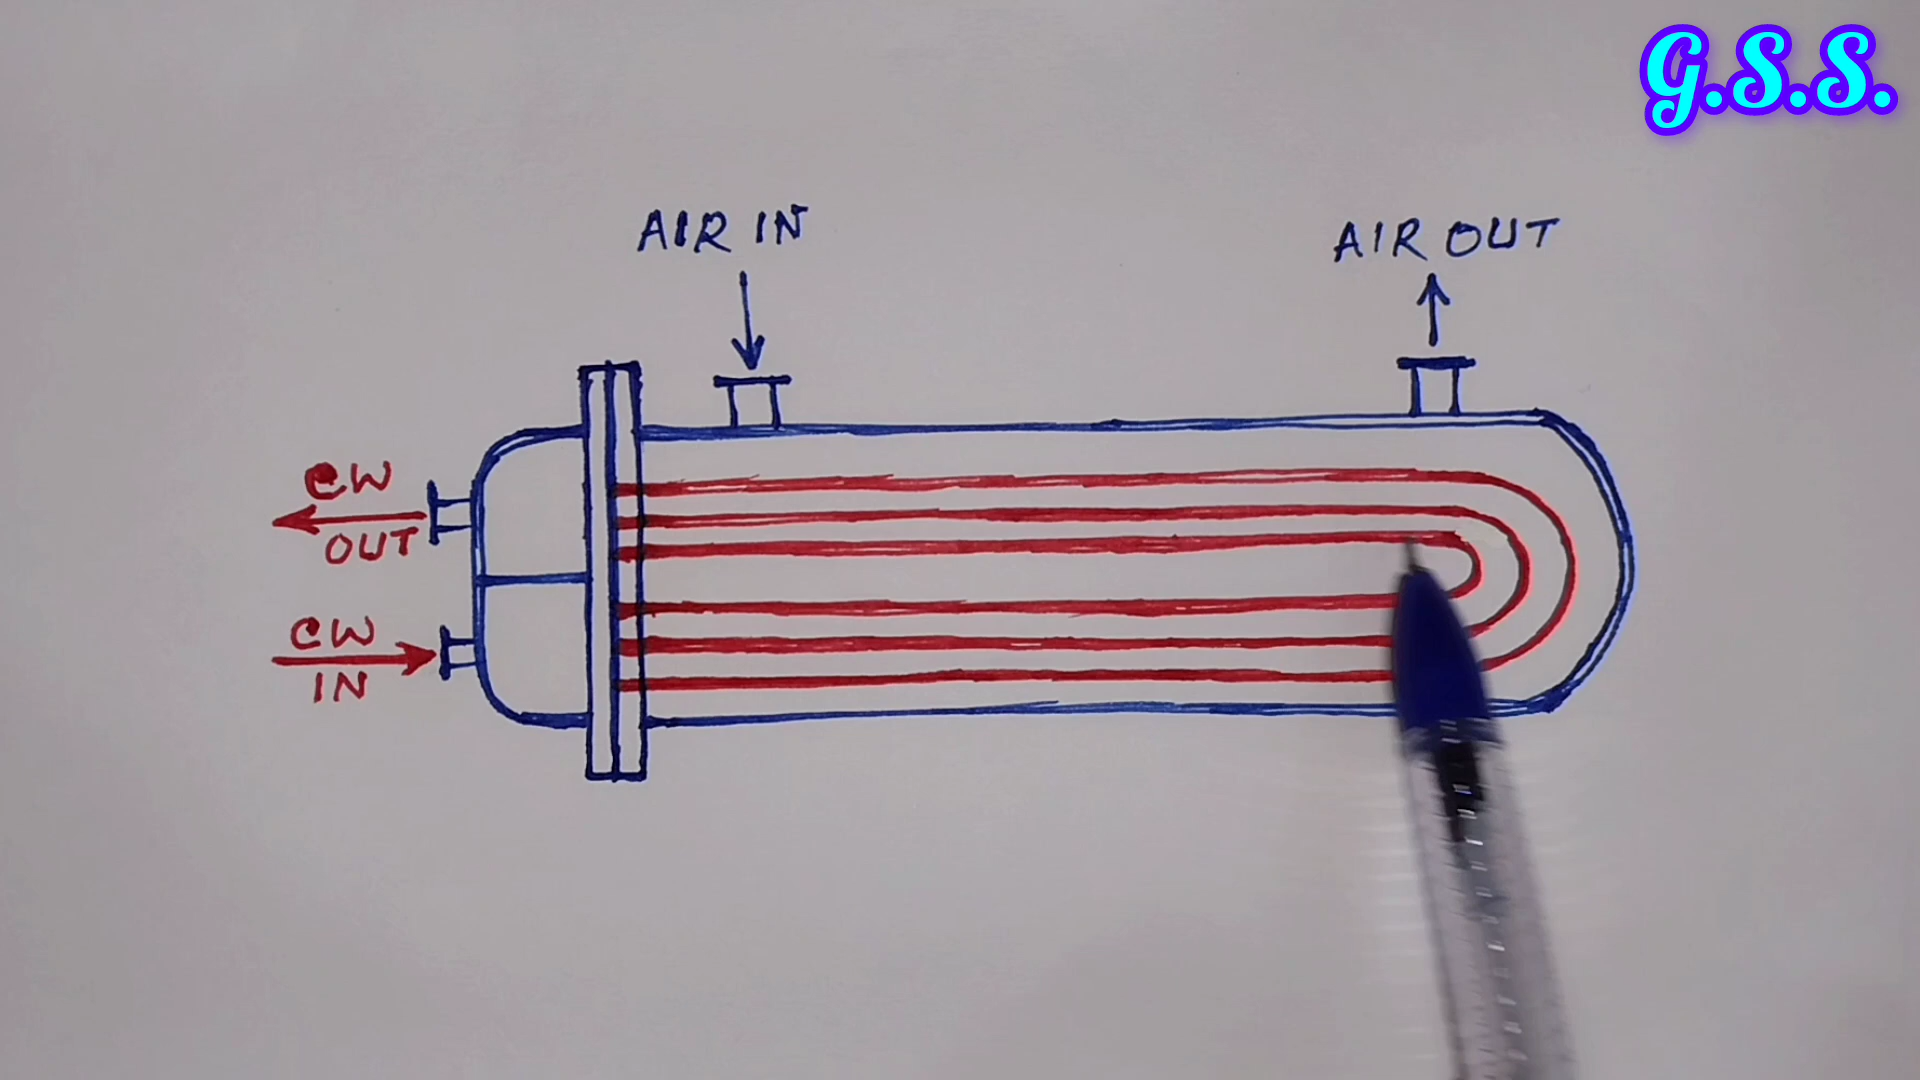 G.S.S.
AIR IN
AIR OUT
CW
OUT
CW
IN